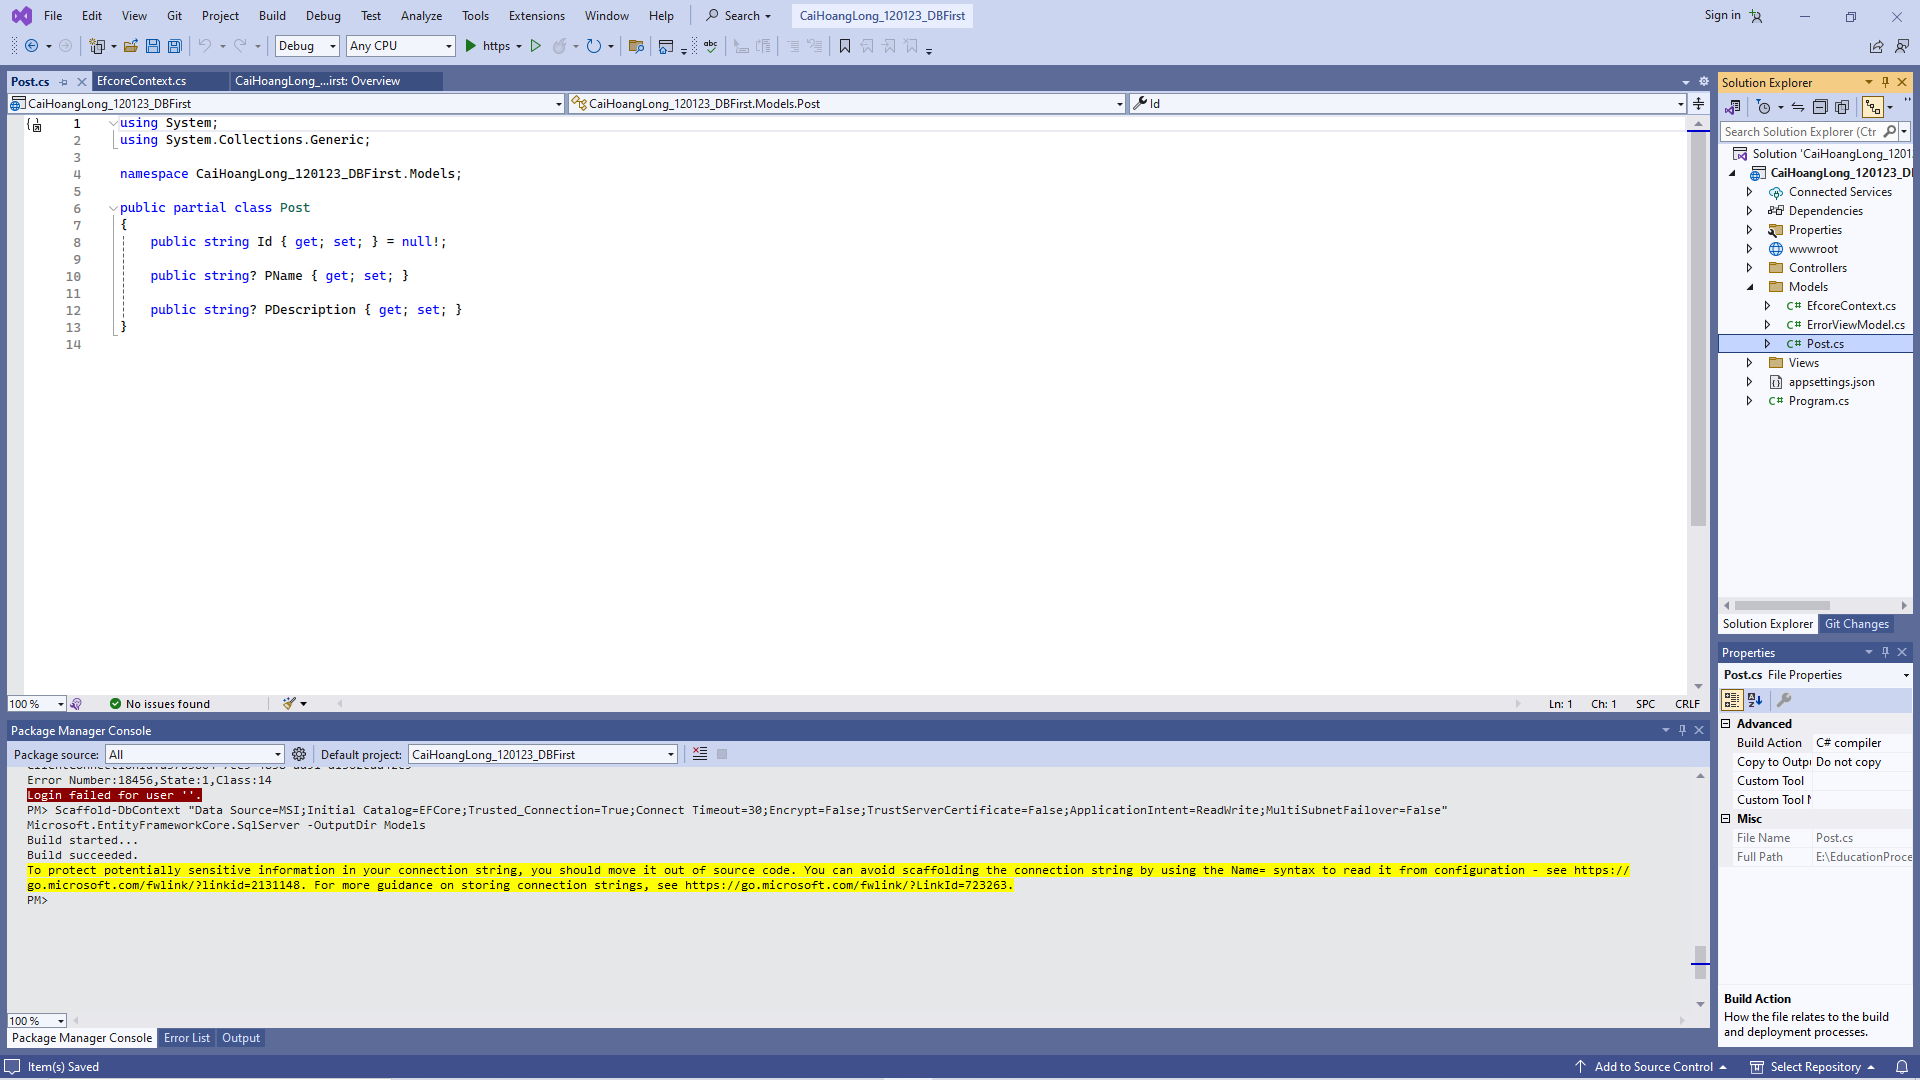 File Edit View Git Project Build Debug Test Analyze Tools Extensions Window Help Search CaiHoangLong_120123_DBFirst Sign in
Debug Any CPU https
Post.cs EfcoreContext.cs CaiHoangLong_...irst: Overview
CaiHoangLong_120123_DBFirst CaiHoangLong_120123_DBFirst.Models.Post Id
1 using System;
2 using System.Collections.Generic;
3
4 namespace CaiHoangLong_120123_DBFirst.Models;
5
6 public partial class Post
7 {
8 public string Id { get; set; } = null!;
9
10 public string? PName { get; set; }
11
12 public string? PDescription { get; set; }
13 }
14
100 % No issues found Ln: 1 Ch: 1 SPC CRLF
Package Manager Console
Package source: All Default project: CaiHoangLong_120123_DBFirst
Error Number:18456,State:1,Class:14
Login failed for user ''.
PM> Scaffold-DbContext "Data Source=MSI;Initial Catalog=EFCore;Trusted_Connection=True;Connect Timeout=30;Encrypt=False;TrustServerCertificate=False;ApplicationIntent=ReadWrite;MultiSubnetFailover=False"
Microsoft.EntityFrameworkCore.SqlServer -OutputDir Models
Build started...
Build succeeded.
To protect potentially sensitive information in your connection string, you should move it out of source code. You can avoid scaffolding the connection string by using the Name= syntax to read it from configuration - see https://
go.microsoft.com/fwlink/?linkid=2131148. For more guidance on storing connection strings, see https://go.microsoft.com/fwlink/?LinkId=723263.
PM>
100 %
Package Manager Console Error List Output
Item(s) Saved
Solution Explorer
Search Solution Explorer (Ctr
Solution 'CaiHoangLong_1201
CaiHoangLong_120123_DI
Connected Services
Dependencies
Properties
wwwroot
Controllers
Models
C# EfcoreContext.cs
C# ErrorViewModel.cs
C# Post.cs
Views
appsettings.json
C# Program.cs
Solution Explorer Git Changes
Properties
Post.cs File Properties
Advanced
Build Action C# compiler
Copy to Outpu Do not copy
Custom Tool
Custom Tool N
Misc
File Name Post.cs
Full Path E:\EducationProce
Build Action
How the file relates to the build
and deployment processes.
Add to Source Control Select Repository